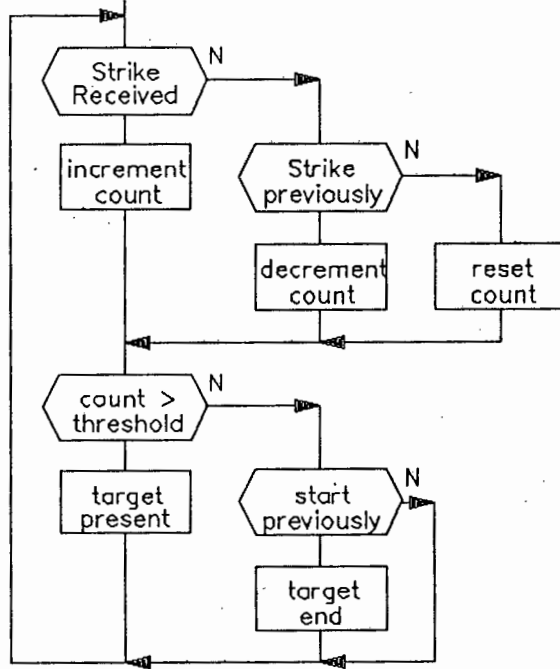 N
Strike
Received
increment
count
N
Strike
previously
decrement
count
reset
count
N
count >
threshold
target
present
N
start
previously
target
end